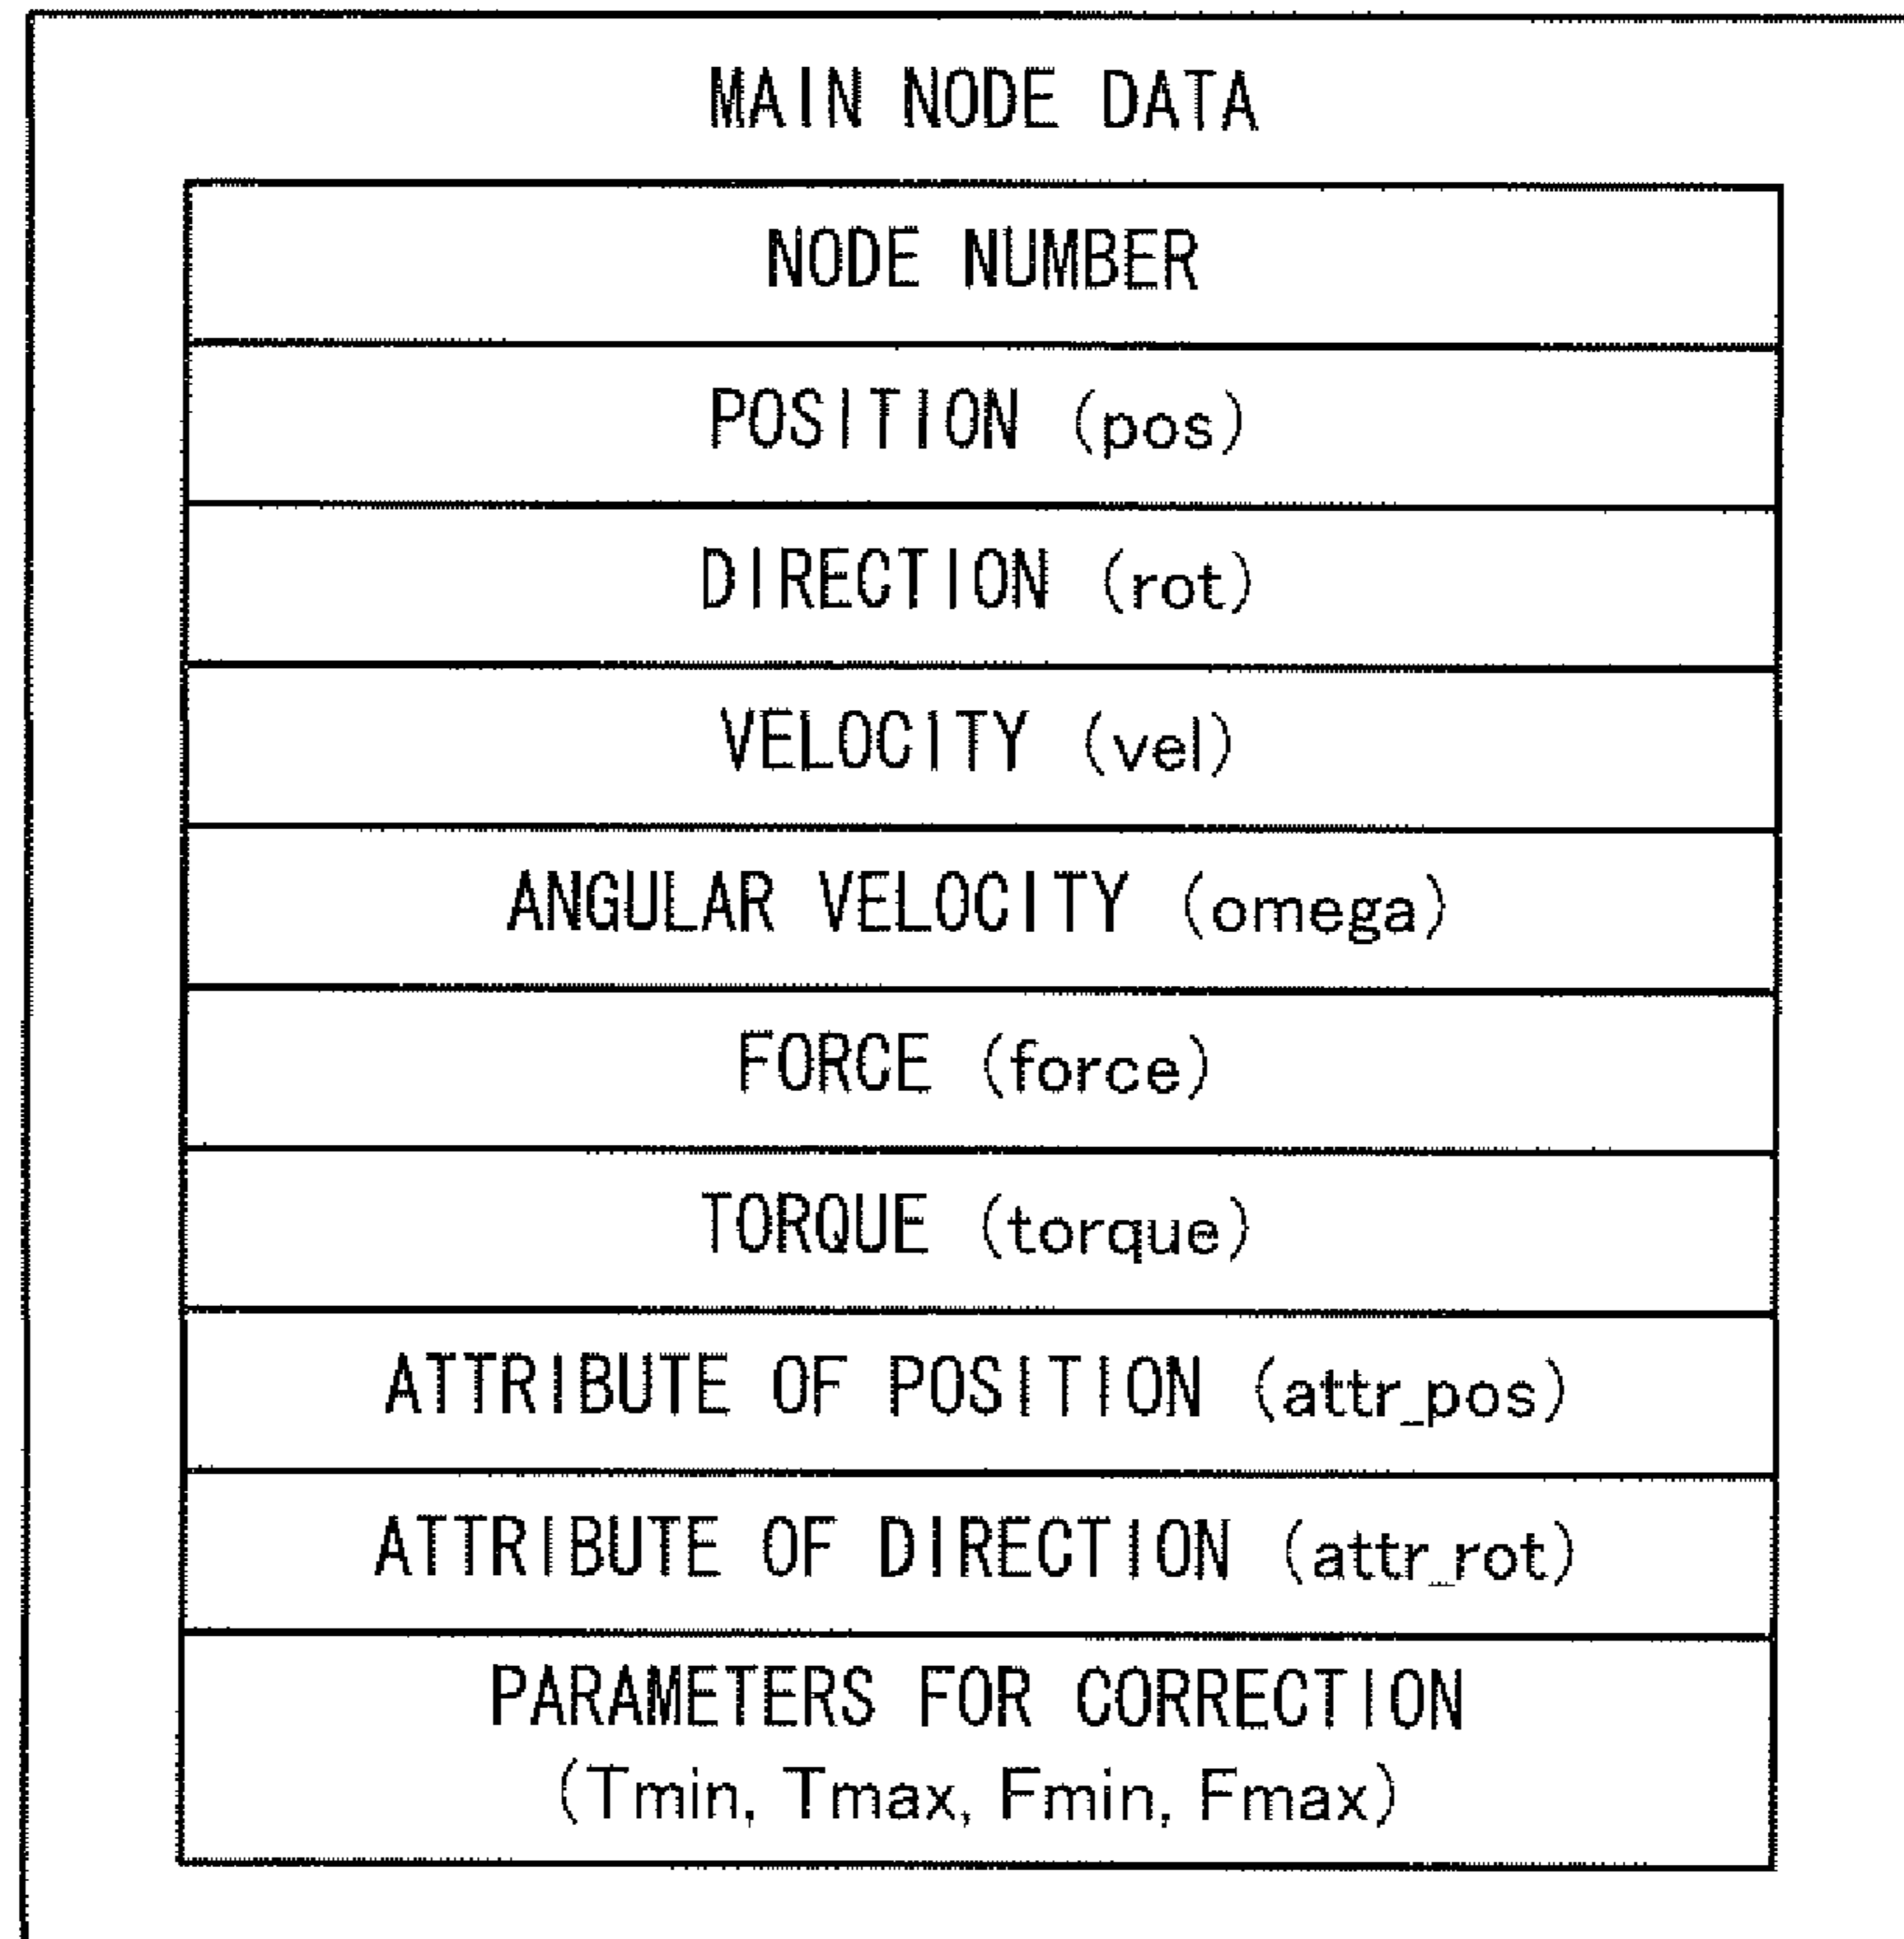 MAIN NODE DATA
NODE NUMBER
POSITION (pos)
DIRECTION (rot)
VELOCITY (vel)
ANGULAR VELOCITY (omega)
FORCE (force)
TORQUE (torque)
ATTRIBUTE OF POSITION (attr_pos)
ATTRIBUTE OF DIRECTION (attr_rot)
PARAMETERS FOR CORRECTION
(Tmin, Tmax, Fmin, Fmax)